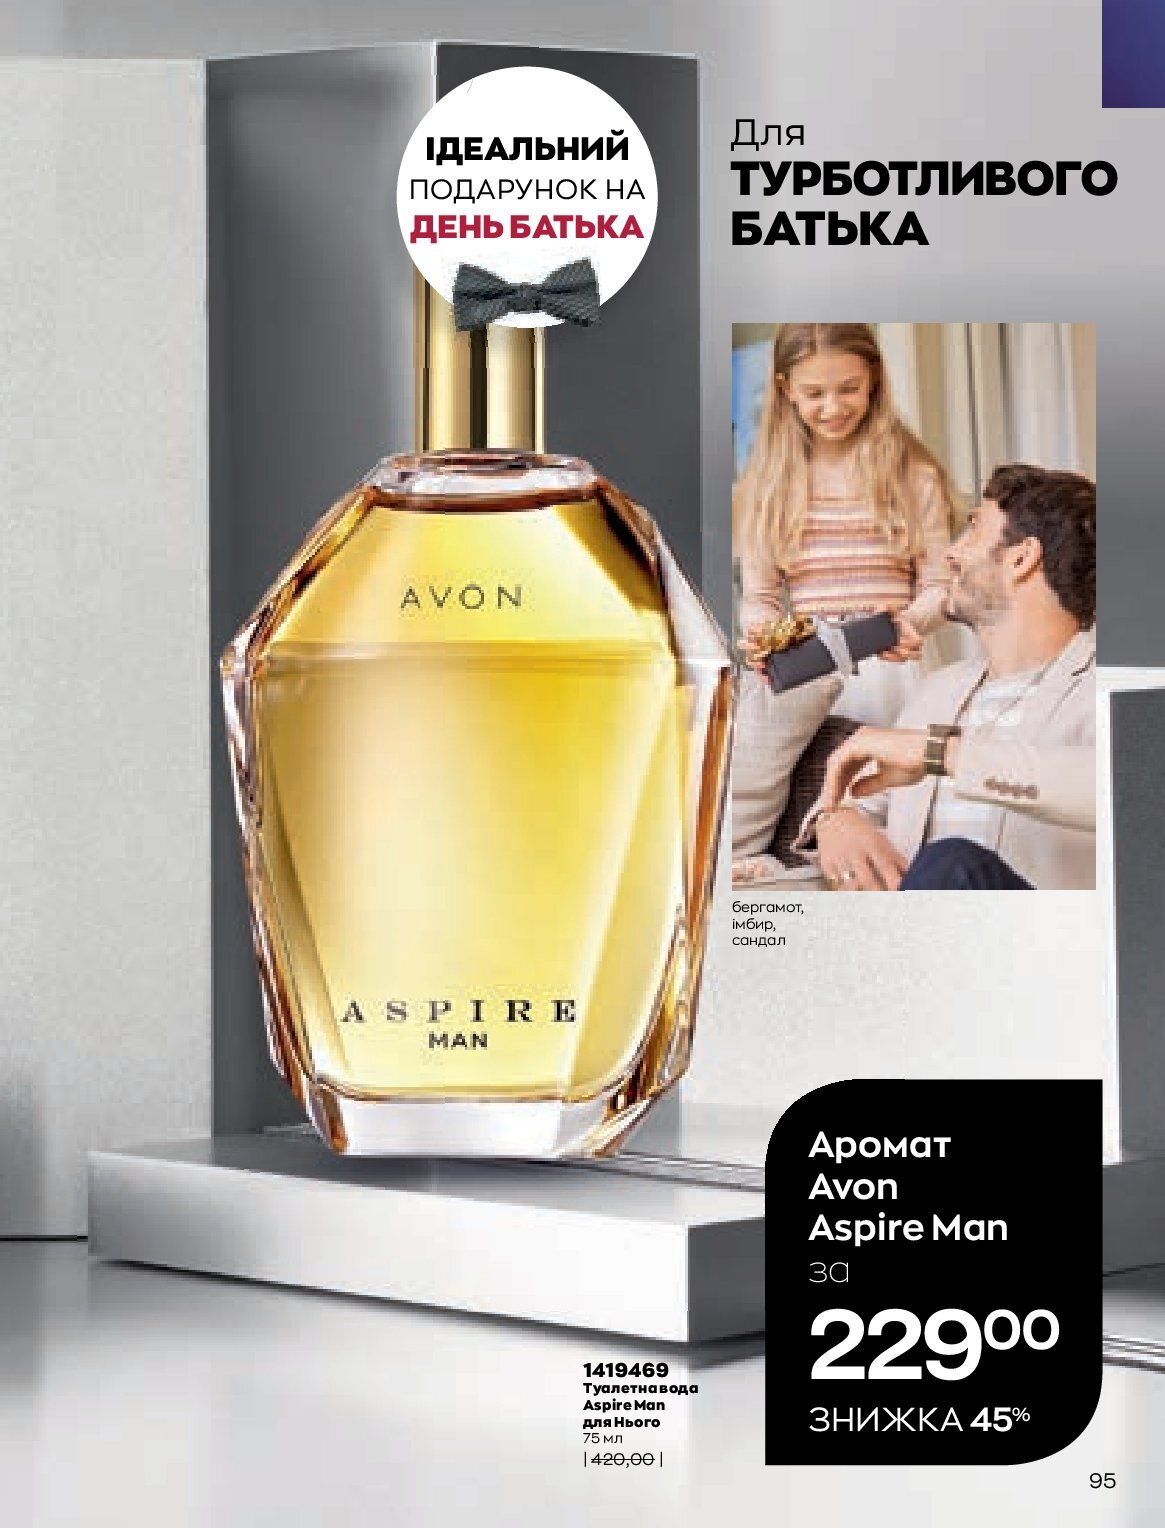 ІДЕАЛЬНИЙ
ПОДАРУНОК НА
ДЕНЬ БАТЬКА
Для
ТУРБОТЛИВОГО
БАТЬКА
AVON
ASPIRE
MAN
бергамот,
імбир,
сандал
Аромат
Avon
Aspire Man
за
229⁰⁰
ЗНИЖКА 45%
1419469
Туалетна вода
Aspire Man
для Нього
75 мл
| 420,00 |
95